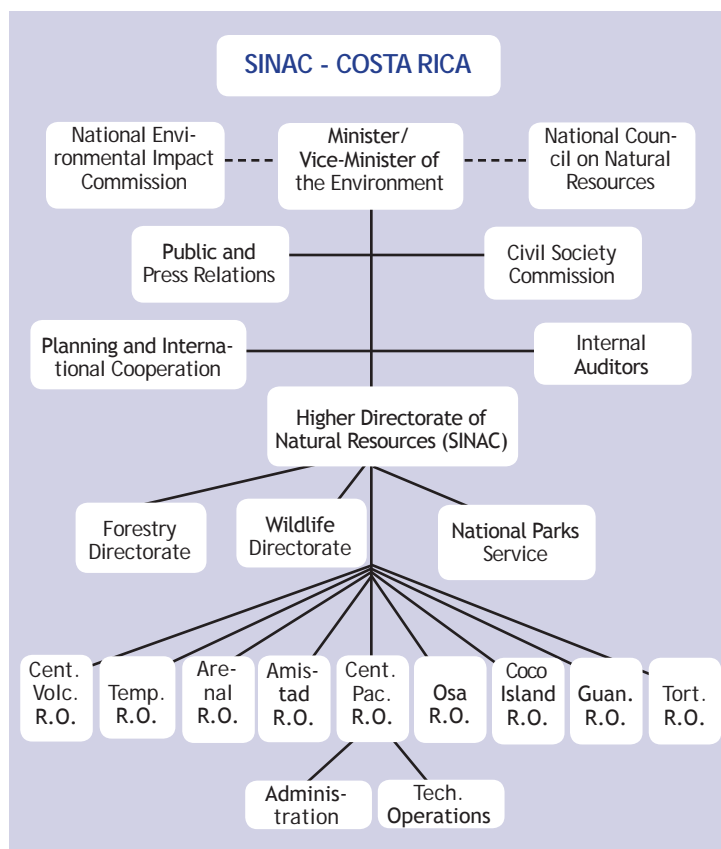 SINAC - COSTA RICA
National Envi-
ronmental Impact
Commission
Minister/
Vice-Minister of
the Environment
National Coun-
cil on Natural
Resources
Public and
Press Relations
Civil Society
Commission
Planning and Interna-
tional Cooperation
Internal
Auditors
Higher Directorate of
Natural Resources (SINAC)
Forestry
Directorate
Wildlife
Directorate
National Parks
Service
Cent.
Volc.
R.O.
Temp.
R.O.
Are-
nal
R.O.
Amis-
tad
R.O.
Cent.
Pac.
R.O.
Osa
R.O.
Coco
Island
R.O.
Guan.
R.O.
Tort.
R.O.
Adminis-
tration
Tech.
Operations